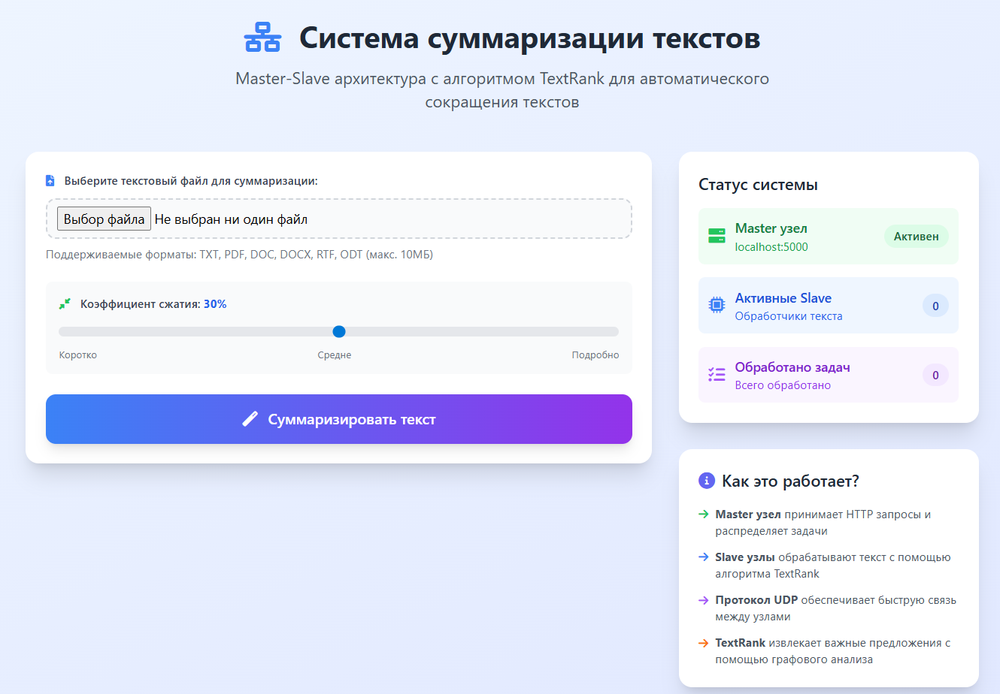 Система суммаризации текстов
Master-Slave архитектура с алгоритмом TextRank для автоматического
сокращения текстов
Выберите текстовый файл для суммаризации:
Выбор файла Не выбран ни один файл
Поддерживаемые форматы: TXT, PDF, DOC, DOCX, RTF, ODT (макс. 10МБ)
Коэффициент сжатия: 30%
Коротко Средне Подробно
Суммаризировать текст
Статус системы
Master узел
localhost:5000
Активен
Активные Slave
Обработчики текста
0
Обработано задач
Всего обработано
0
Как это работает?
Master узел принимает HTTP запросы и
распределяет задачи
Slave узлы обрабатывают текст с помощью
алгоритма TextRank
Протокол UDP обеспечивает быструю связь
между узлами
TextRank извлекает важные предложения с
помощью графового анализа